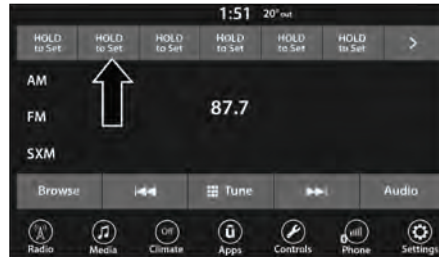 1:51 20° out
HOLD to Set HOLD to Set HOLD to Set HOLD to Set HOLD to Set HOLD to Set >
AM
87.7
FM
SXM
Browse Tune Audio
Radio Media Off Climate Apps Controls Phone Settings